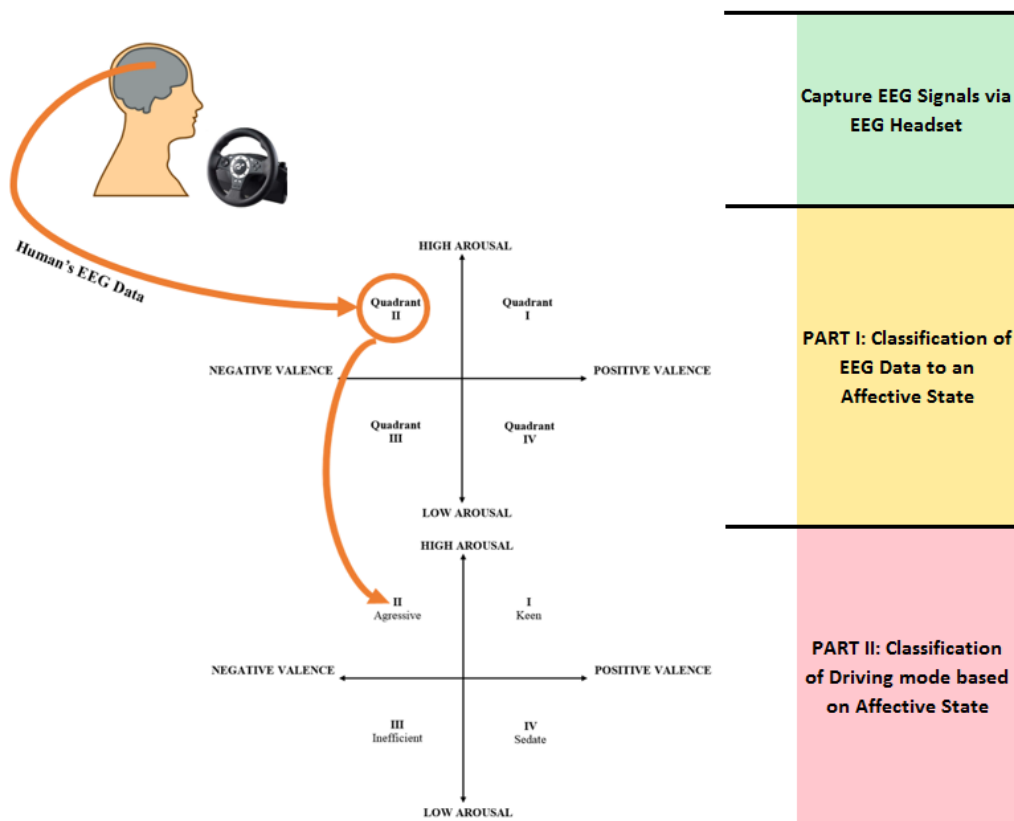 Capture EEG Signals via
EEG Headset
Human's EEG Data
HIGH AROUSAL
Quadrant
II
Quadrant
I
NEGATIVE VALENCE
POSITIVE VALENCE
Quadrant
III
Quadrant
IV
LOW AROUSAL
PART I: Classification of
EEG Data to an
Affective State
HIGH AROUSAL
II
Agressive
I
Keen
NEGATIVE VALENCE
POSITIVE VALENCE
III
Inefficient
IV
Sedate
LOW AROUSAL
PART II: Classification
of Driving mode based
on Affective State